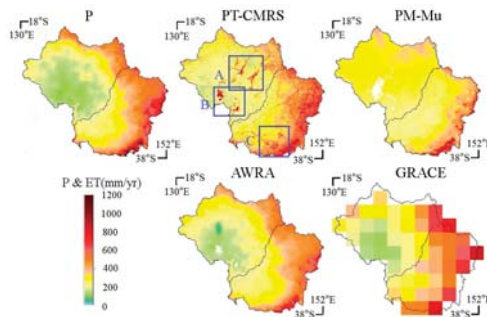 P
PT-CMRS
PM-Mu
18°S
130°E
18°S
130°E
18°S
130°E
A
B
C
152°E
38°S
152°E
38°S
152°E
38°S
P & ET(mm/yr)
1200
1000
800
600
400
200
0
AWRA
GRACE
18°S
130°E
18°S
130°E
152°E
38°S
152°E
38°S